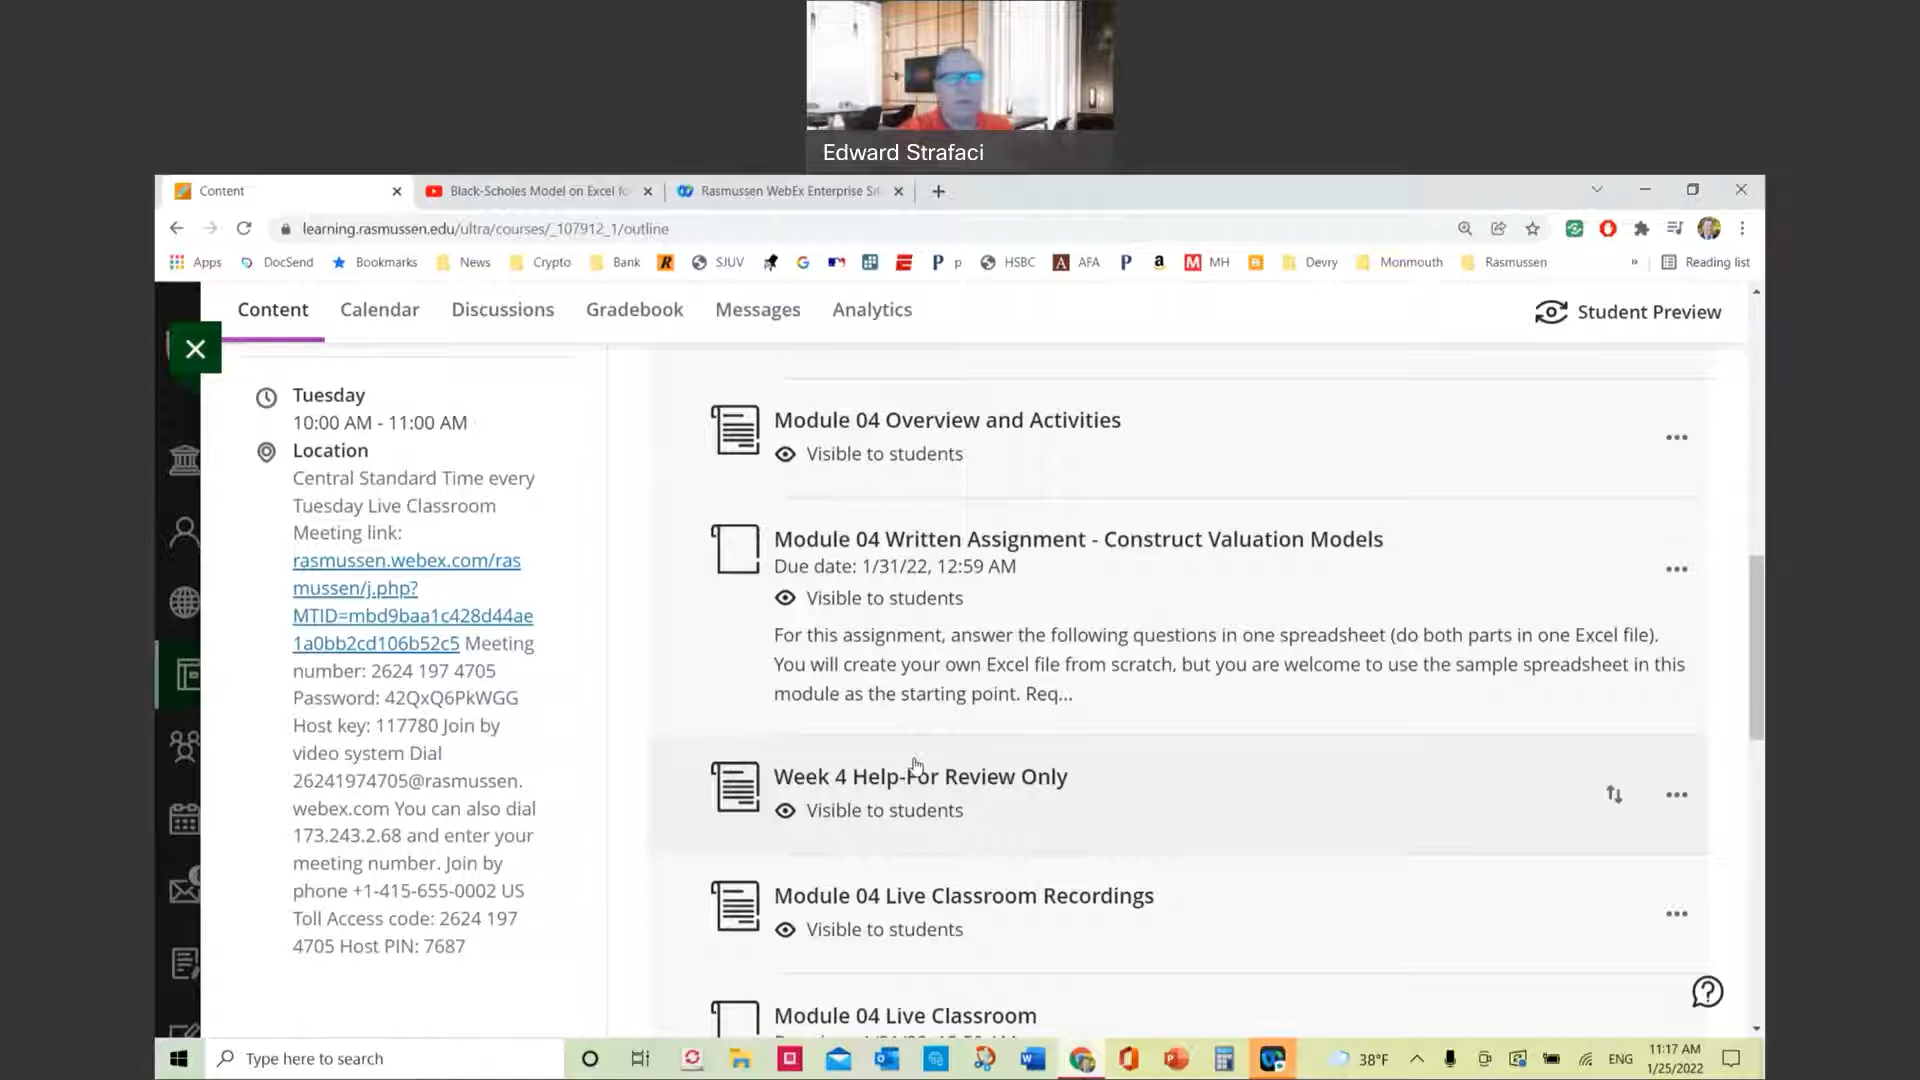 Edward Strafaci
Content
Black-Scholes Model on Excel fo
Rasmussen WebEx Enterprise Sit
learning.rasmussen.edu/ultra/courses/_107912_1/outline
Apps
DocSend
Bookmarks
News
Crypto
Bank
SJUV
p
HSBC
AFA
MH
Devry
Monmouth
Rasmussen
»
Reading list
Content
Calendar
Discussions
Gradebook
Messages
Analytics
Student Preview
Tuesday
10:00 AM - 11:00 AM
Location
Central Standard Time every
Tuesday Live Classroom
Meeting link:
rasmussen.webex.com/ras
mussen/j.php?
MTID=mbd9baa1c428d44ae
1a0bb2cd106b52c5 Meeting
number: 2624 197 4705
Password: 42QxQ6PkWGG
Host key: 117780 Join by
video system Dial
26241974705@rasmussen.
webex.com You can also dial
173.243.2.68 and enter your
meeting number. Join by
phone +1-415-655-0002 US
Toll Access code: 2624 197
4705 Host PIN: 7687
Module 04 Overview and Activities
Visible to students
Module 04 Written Assignment - Construct Valuation Models
Due date: 1/31/22, 12:59 AM
Visible to students
For this assignment, answer the following questions in one spreadsheet (do both parts in one Excel file).
You will create your own Excel file from scratch, but you are welcome to use the sample spreadsheet in this
module as the starting point. Req...
Week 4 Help-For Review Only
Visible to students
Module 04 Live Classroom Recordings
Visible to students
Module 04 Live Classroom
Type here to search
38°F
ENG
11:17 AM
1/25/2022